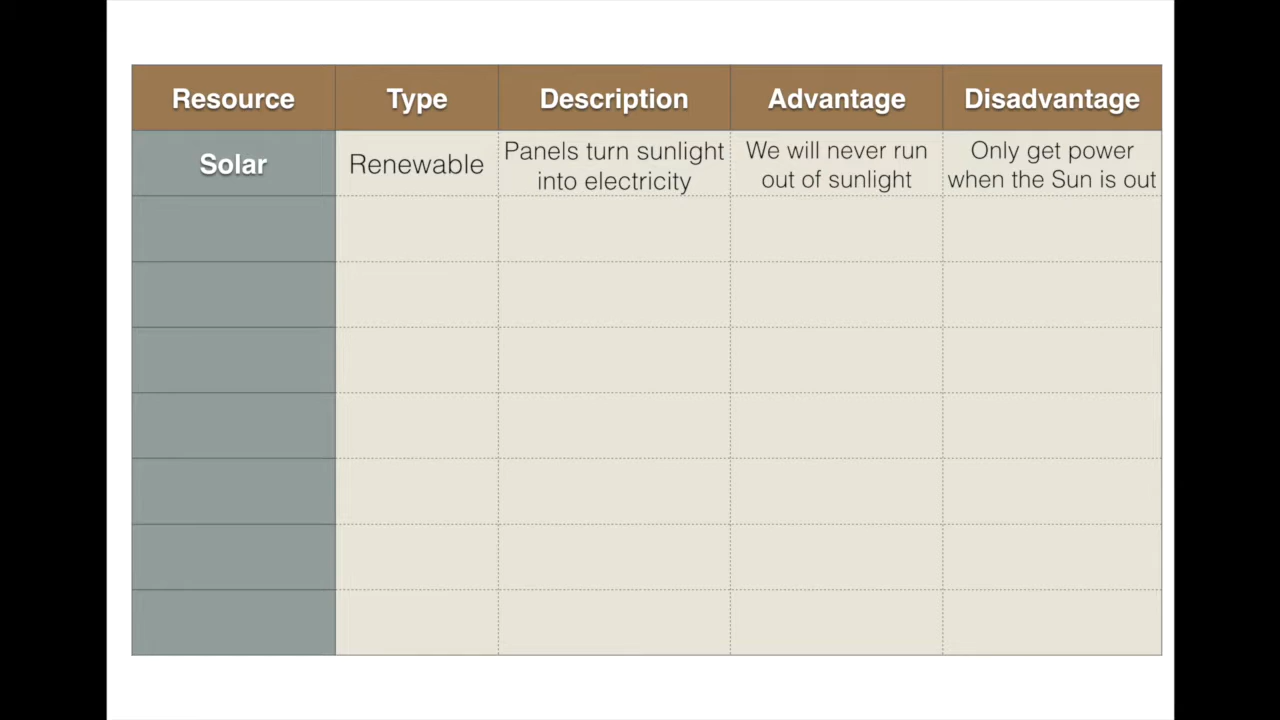 Resource Type Description Advantage Disadvantage
Solar
Renewable
Panels turn sunlight
into electricity
We will never run
out of sunlight
Only get power
when the Sun is out